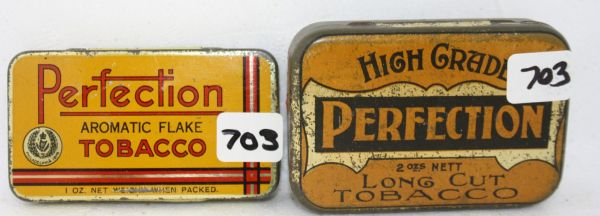 Perfection
AROMATIC FLAKE
TOBACCO
703
1 OZ. NET WEIGHT WHEN PACKED.
HIGH GRADE
703
PERFECTION
2 OZS NETT
LONG CUT
TOBACCO